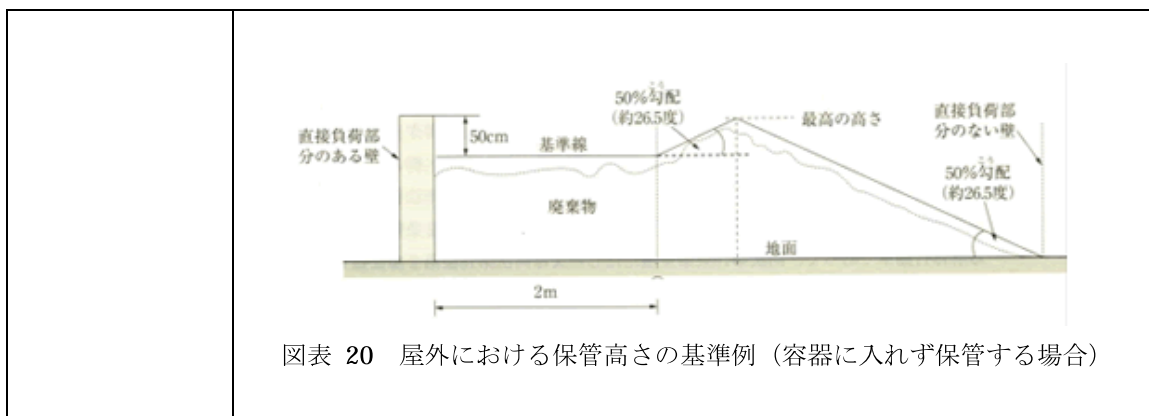 こう
50%勾配
(約26.5度)
最高の高さ
直接負荷部
分のない壁
直接負荷部
分のある壁
50cm
基準線
こう
50%勾配
(約26.5度)
廃棄物
地面
2m
図表 20　屋外における保管高さの基準例（容器に入れず保管する場合）